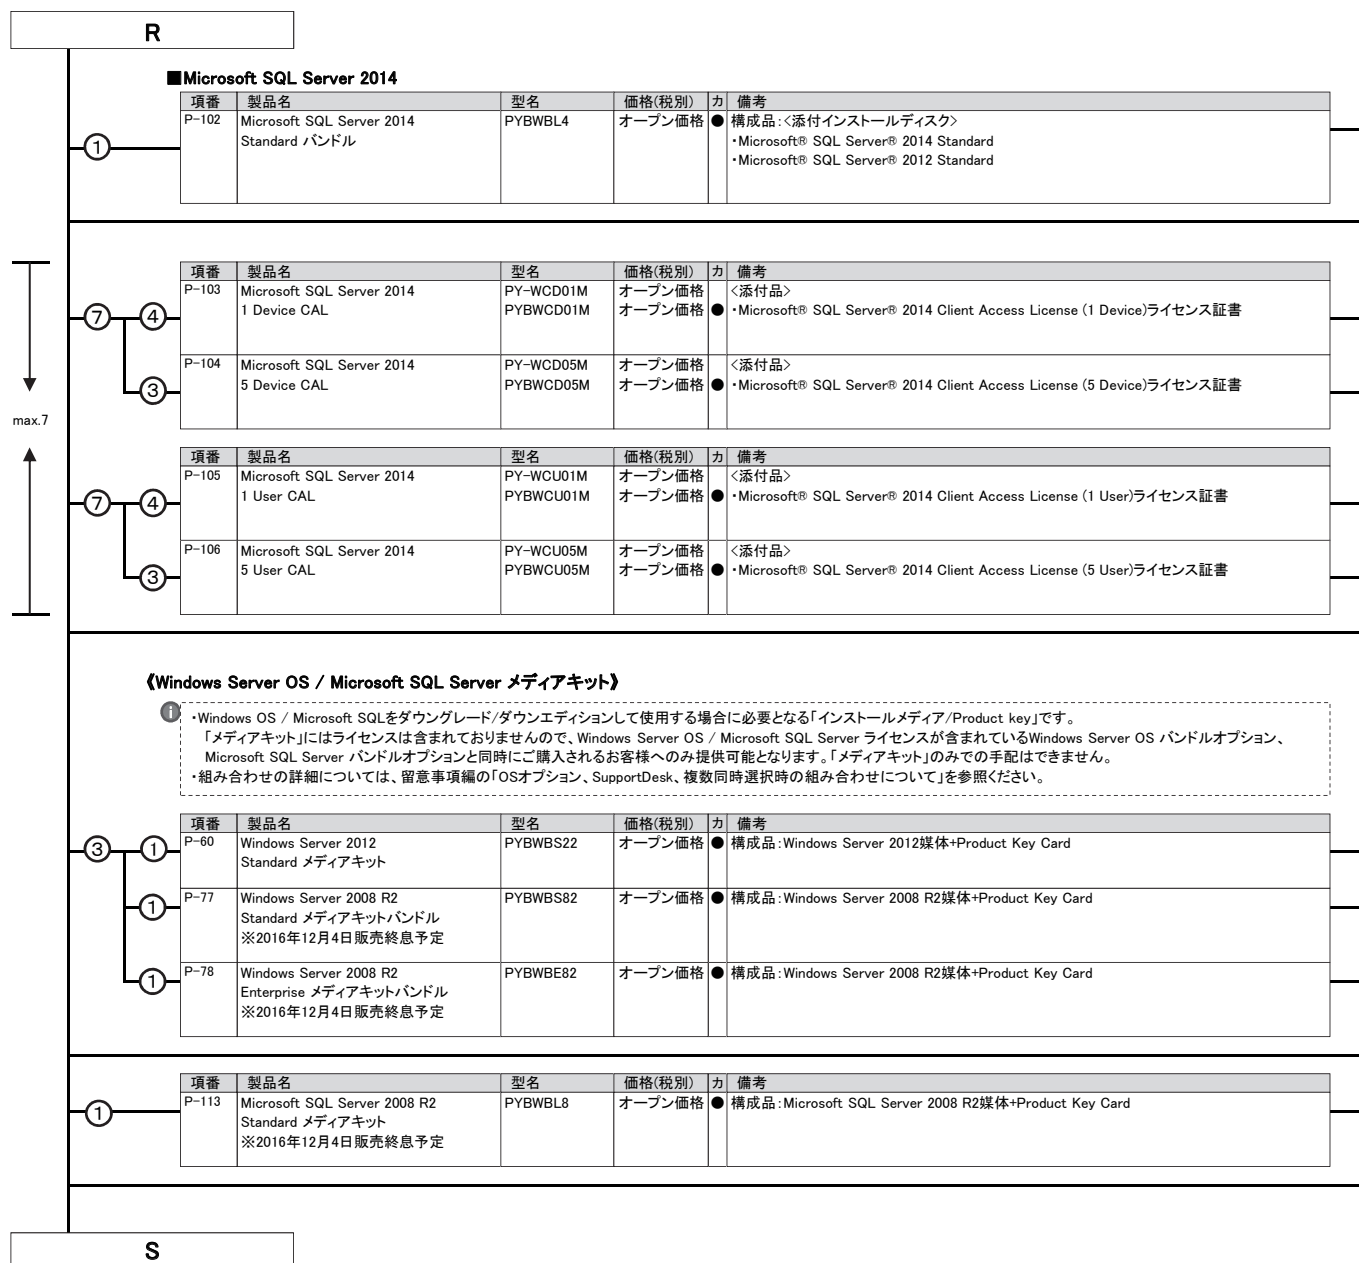 R
■Microsoft SQL Server 2014
項番 製品名 型名 価格(税別) カ 備考
P-102 Microsoft SQL Server 2014 PYBWBL4 オープン価格 ● 構成品:<添付インストールディスク>
① Standard バンドル ・Microsoft® SQL Server® 2014 Standard
・Microsoft® SQL Server® 2012 Standard
項番 製品名 型名 価格(税別) カ 備考
P-103 Microsoft SQL Server 2014 PY-WCD01M オープン価格 <添付品>
⑦ ④ 1 Device CAL PYBWCD01M オープン価格 ● ・Microsoft® SQL Server® 2014 Client Access License (1 Device)ライセンス証書
P-104 Microsoft SQL Server 2014 PY-WCD05M オープン価格 <添付品>
③ 5 Device CAL PYBWCD05M オープン価格 ● ・Microsoft® SQL Server® 2014 Client Access License (5 Device)ライセンス証書
max.7
項番 製品名 型名 価格(税別) カ 備考
P-105 Microsoft SQL Server 2014 PY-WCU01M オープン価格 <添付品>
⑦ ④ 1 User CAL PYBWCU01M オープン価格 ● ・Microsoft® SQL Server® 2014 Client Access License (1 User)ライセンス証書
P-106 Microsoft SQL Server 2014 PY-WCU05M オープン価格 <添付品>
③ 5 User CAL PYBWCU05M オープン価格 ● ・Microsoft® SQL Server® 2014 Client Access License (5 User)ライセンス証書
《Windows Server OS / Microsoft SQL Server メディアキット》
i ・Windows OS / Microsoft SQLをダウングレード/ダウンエディションして使用する場合に必要となる「インストールメディア/Product key」です。
「メディアキット」にはライセンスは含まれておりませんので、Windows Server OS / Microsoft SQL Server ライセンスが含まれているWindows Server OS バンドルオプション、
Microsoft SQL Server バンドルオプションと同時にご購入されるお客様へのみ提供可能となります。「メディアキット」のみでの手配はできません。
・組み合わせの詳細については、留意事項編の「OSオプション、SupportDesk、複数同時選択時の組み合わせについて」を参照ください。
項番 製品名 型名 価格(税別) カ 備考
③ ① P-60 Windows Server 2012 PYBWBS22 オープン価格 ● 構成品:Windows Server 2012媒体+Product Key Card
Standard メディアキット
① P-77 Windows Server 2008 R2 PYBWBS82 オープン価格 ● 構成品:Windows Server 2008 R2媒体+Product Key Card
Standard メディアキットバンドル
※2016年12月4日販売終息予定
① P-78 Windows Server 2008 R2 PYBWBE82 オープン価格 ● 構成品:Windows Server 2008 R2媒体+Product Key Card
Enterprise メディアキットバンドル
※2016年12月4日販売終息予定
項番 製品名 型名 価格(税別) カ 備考
① P-113 Microsoft SQL Server 2008 R2 PYBWBL8 オープン価格 ● 構成品:Microsoft SQL Server 2008 R2媒体+Product Key Card
Standard メディアキット
※2016年12月4日販売終息予定
S